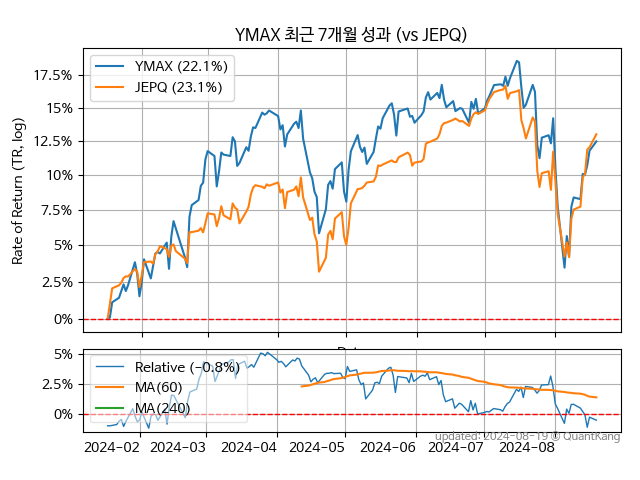 YMAX 최근 7개월 성과 (vs JEPQ)
YMAX (22.1%)
JEPQ (23.1%)
Rate of Return (TR, log)
17.5%
15%
12.5%
10%
7.5%
5%
2.5%
0%
5%
2.5%
0%
Relative (−0.8%)
MA(60)
MA(240)
2024−02
2024−03
2024−04
2024−05
2024−06
2024−07
2024−08
updated: 2024−08−19 © QuantKang